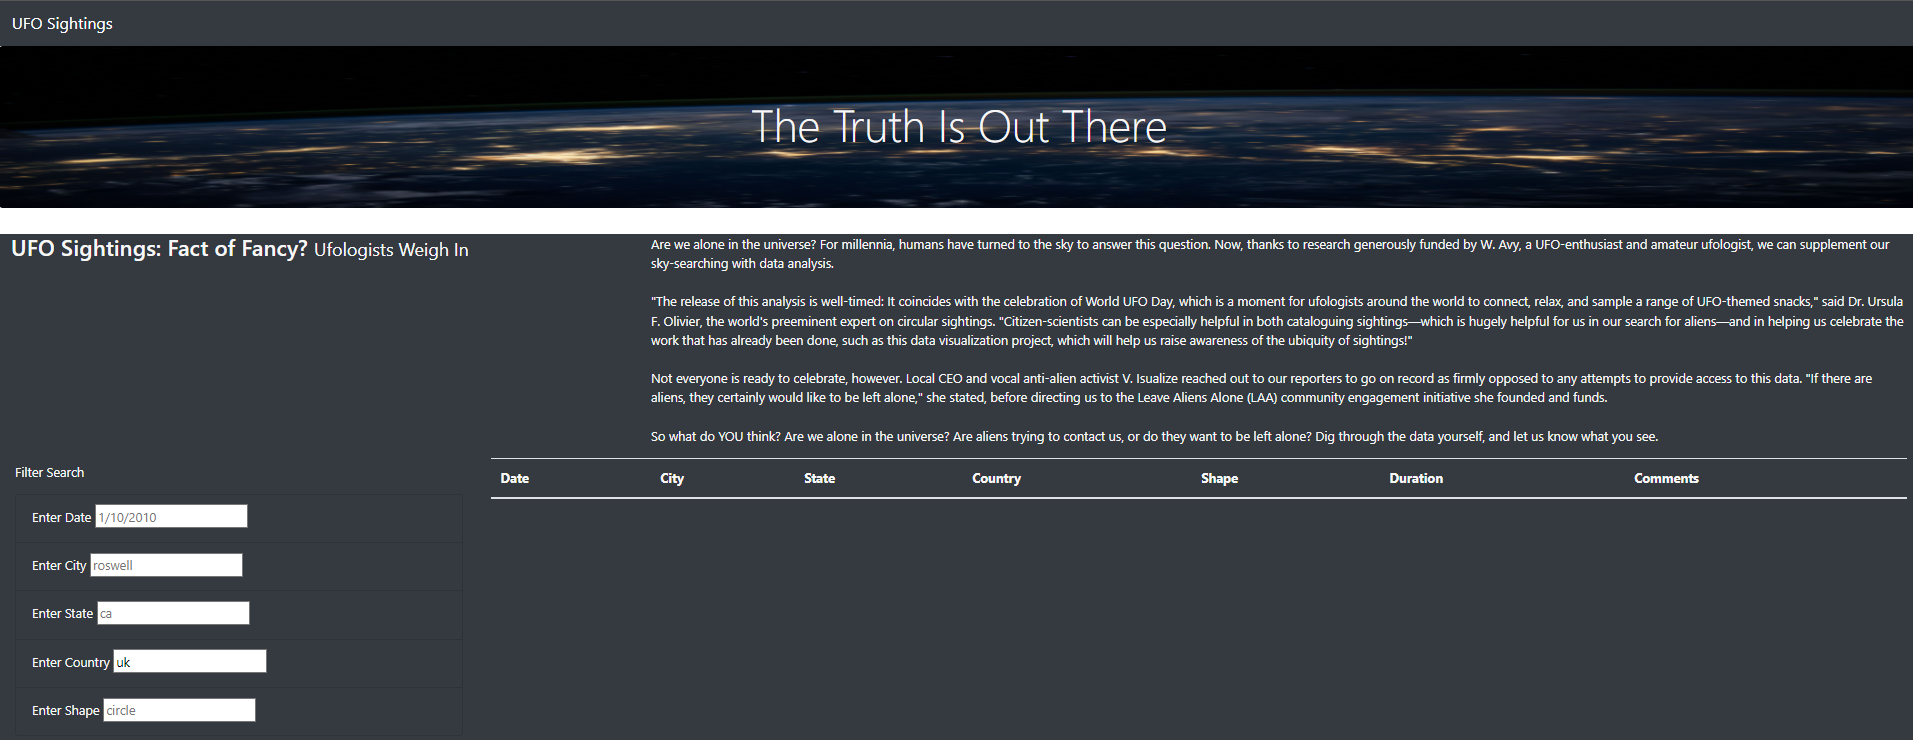 UFO Sightings
The Truth Is Out There
UFO Sightings: Fact of Fancy? Ufologists Weigh In
Are we alone in the universe? For millennia, humans have turned to the sky to answer this question. Now, thanks to research generously funded by W. Avy, a UFO-enthusiast and amateur ufologist, we can supplement our
sky-searching with data analysis.
"The release of this analysis is well-timed: It coincides with the celebration of World UFO Day, which is a moment for ufologists around the world to connect, relax, and sample a range of UFO-themed snacks," said Dr. Ursula
F. Olivier, the world's preeminent expert on circular sightings. "Citizen-scientists can be especially helpful in both cataloguing sightings—which is hugely helpful for us in our search for aliens—and in helping us celebrate the
work that has already been done, such as this data visualization project, which will help us raise awareness of the ubiquity of sightings!"
Not everyone is ready to celebrate, however. Local CEO and vocal anti-alien activist V. Isualize reached out to our reporters to go on record as firmly opposed to any attempts to provide access to this data. "If there are
aliens, they certainly would like to be left alone," she stated, before directing us to the Leave Aliens Alone (LAA) community engagement initiative she founded and funds.
So what do YOU think? Are we alone in the universe? Are aliens trying to contact us, or do they want to be left alone? Dig through the data yourself, and let us know what you see.
Filter Search
Enter Date 1/10/2010
Enter City roswell
Enter State ca
Enter Country uk
Enter Shape circle
Date City State Country Shape Duration Comments